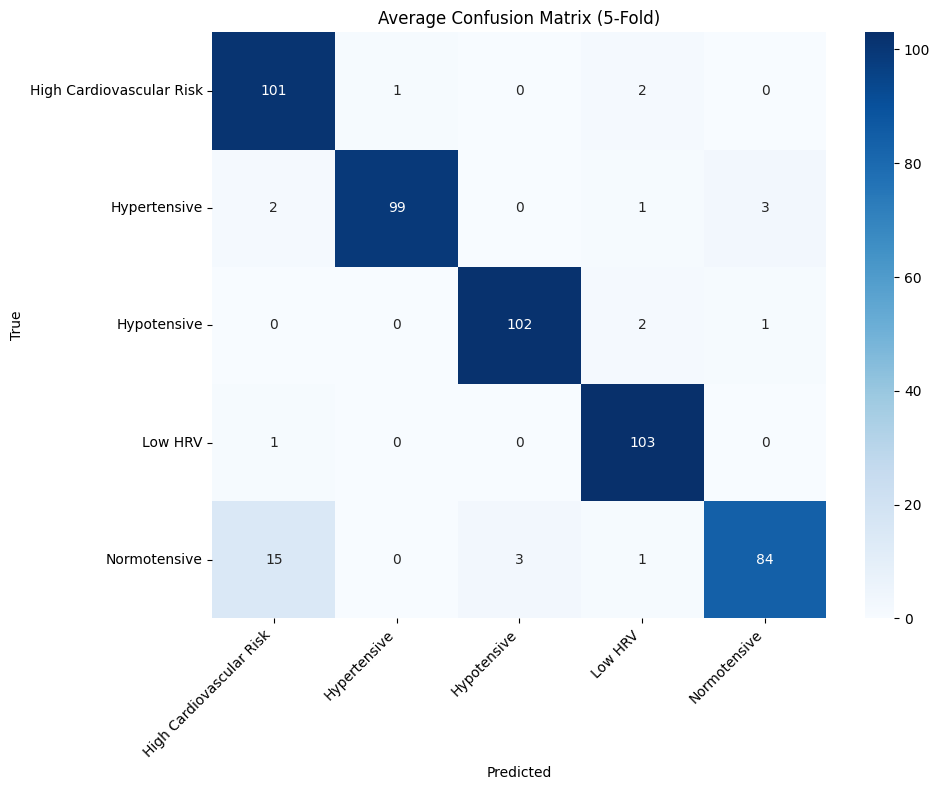 Average Confusion Matrix (5-Fold)
True
High Cardiovascular Risk
101 1 0 2 0
Hypertensive
2 99 0 1 3
Hypotensive
0 0 102 2 1
Low HRV
1 0 0 103 0
Normotensive
15 0 3 1 84
High Cardiovascular Risk
Hypertensive
Hypotensive
Low HRV
Normotensive
Predicted
100
80
60
40
20
0